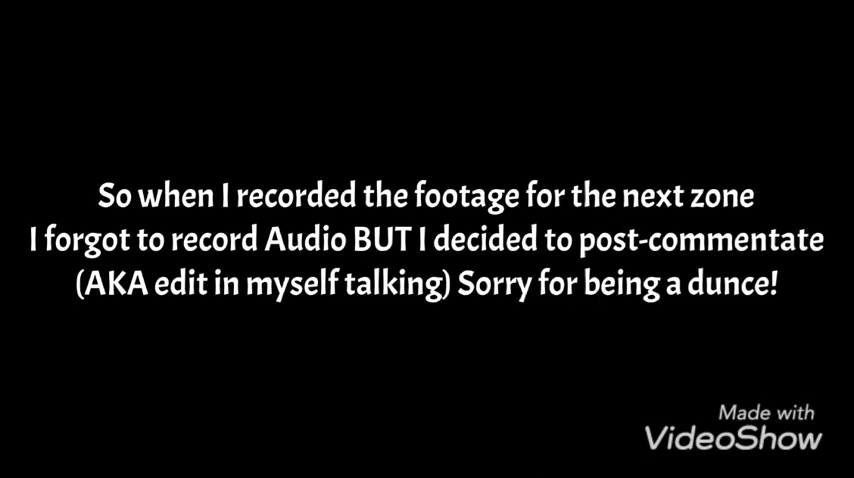 So when I recorded the footage for the next zone
I forgot to record Audio BUT I decided to post-commentate
(AKA edit in myself talking) Sorry for being a dunce!
Made with
VideoShow